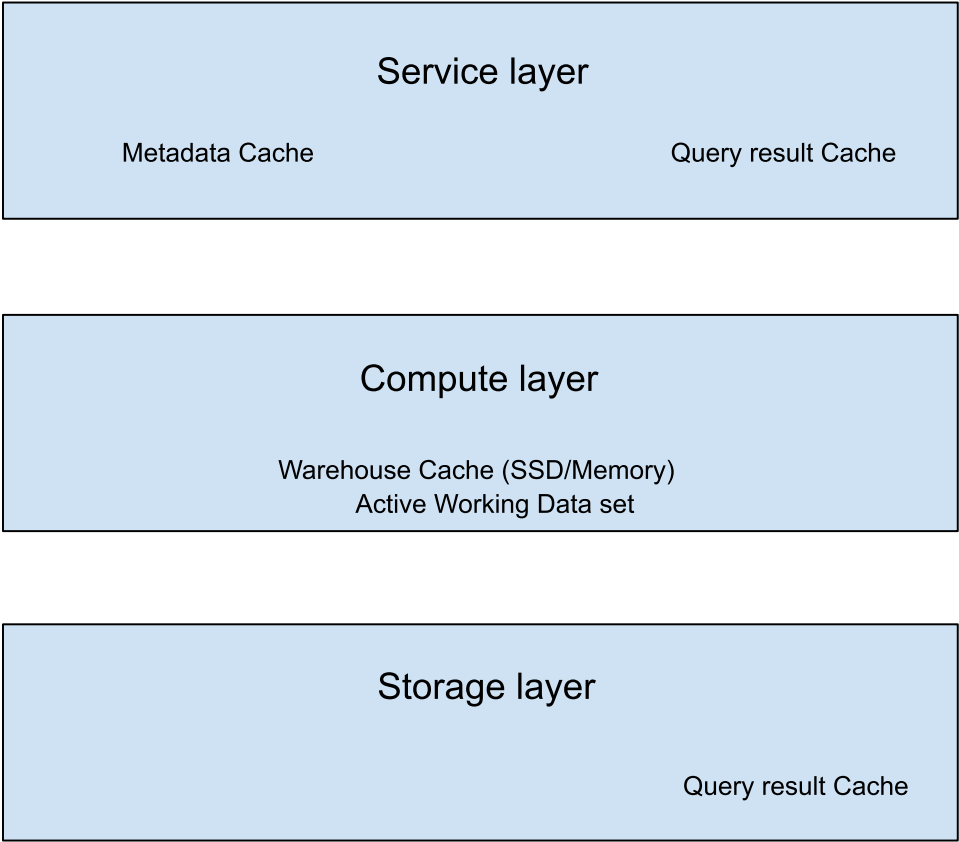 Service layer
Metadata Cache
Query result Cache
Compute layer
Warehouse Cache (SSD/Memory)
Active Working Data set
Storage layer
Query result Cache